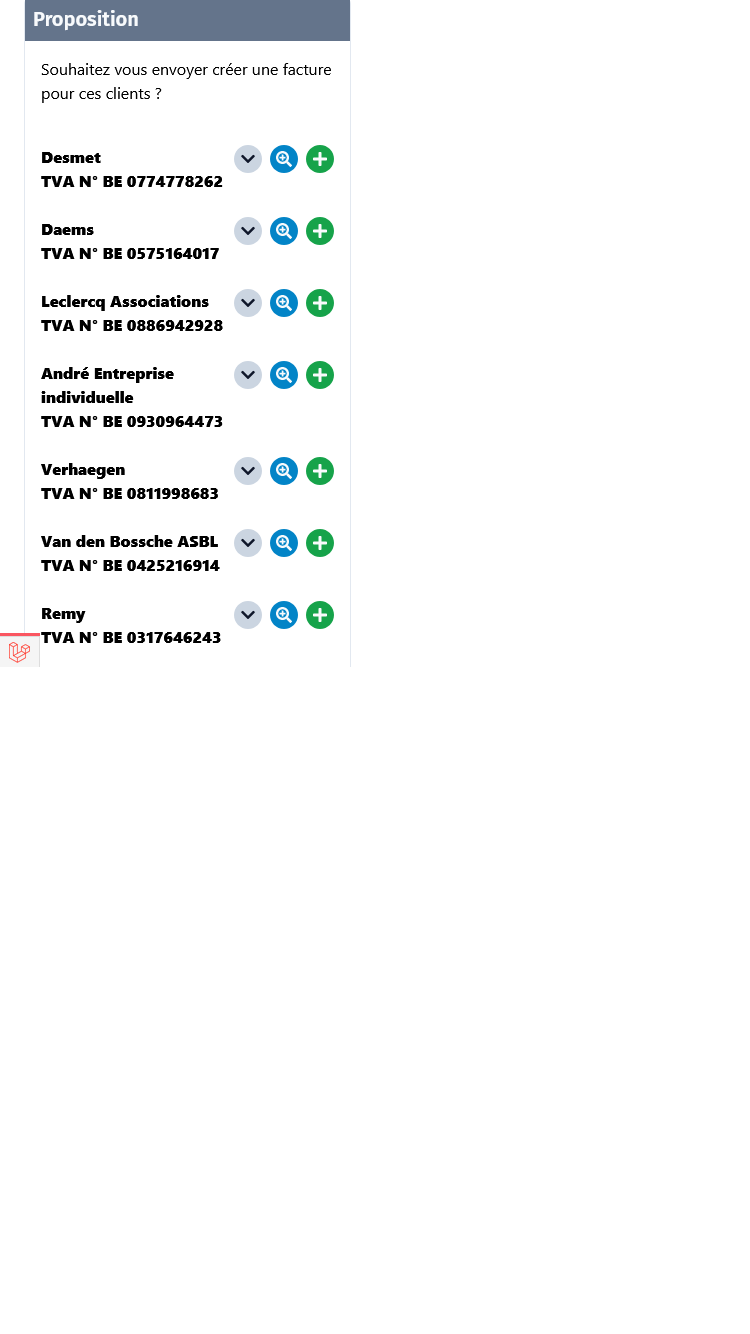 Proposition
Souhaitez vous envoyer créer une facture
pour ces clients ?
Desmet
TVA N° BE 0774778262
Daems
TVA N° BE 0575164017
Leclercq Associations
TVA N° BE 0886942928
André Entreprise
individuelle
TVA N° BE 0930964473
Verhaegen
TVA N° BE 0811998683
Van den Bossche ASBL
TVA N° BE 0425216914
Remy
TVA N° BE 0317646243